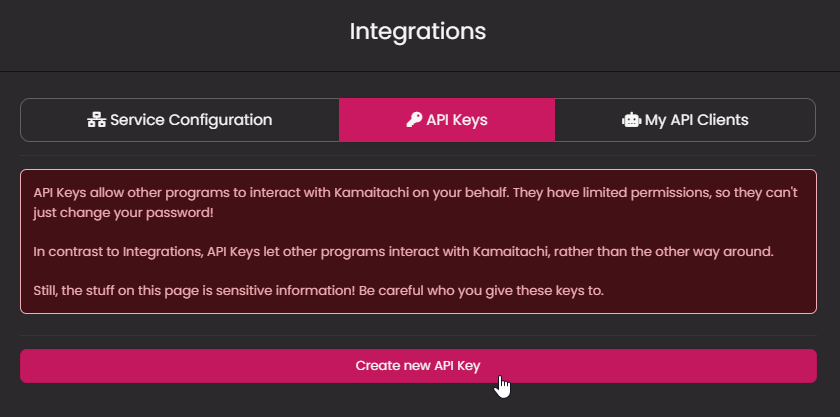 Integrations
Service Configuration
API Keys
My API Clients
API Keys allow other programs to interact with Kamaitachi on your behalf. They have limited permissions, so they can't
just change your password!
In contrast to Integrations, API Keys let other programs interact with Kamaitachi, rather than the other way around.
Still, the stuff on this page is sensitive information! Be careful who you give these keys to.
Create new API Key